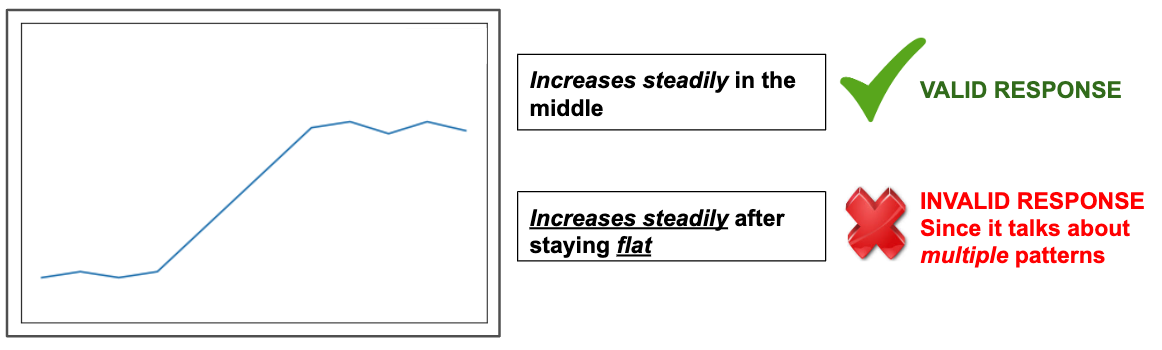 Increases steadily in the
middle
VALID RESPONSE
Increases steadily after
staying flat
INVALID RESPONSE
Since it talks about
multiple patterns